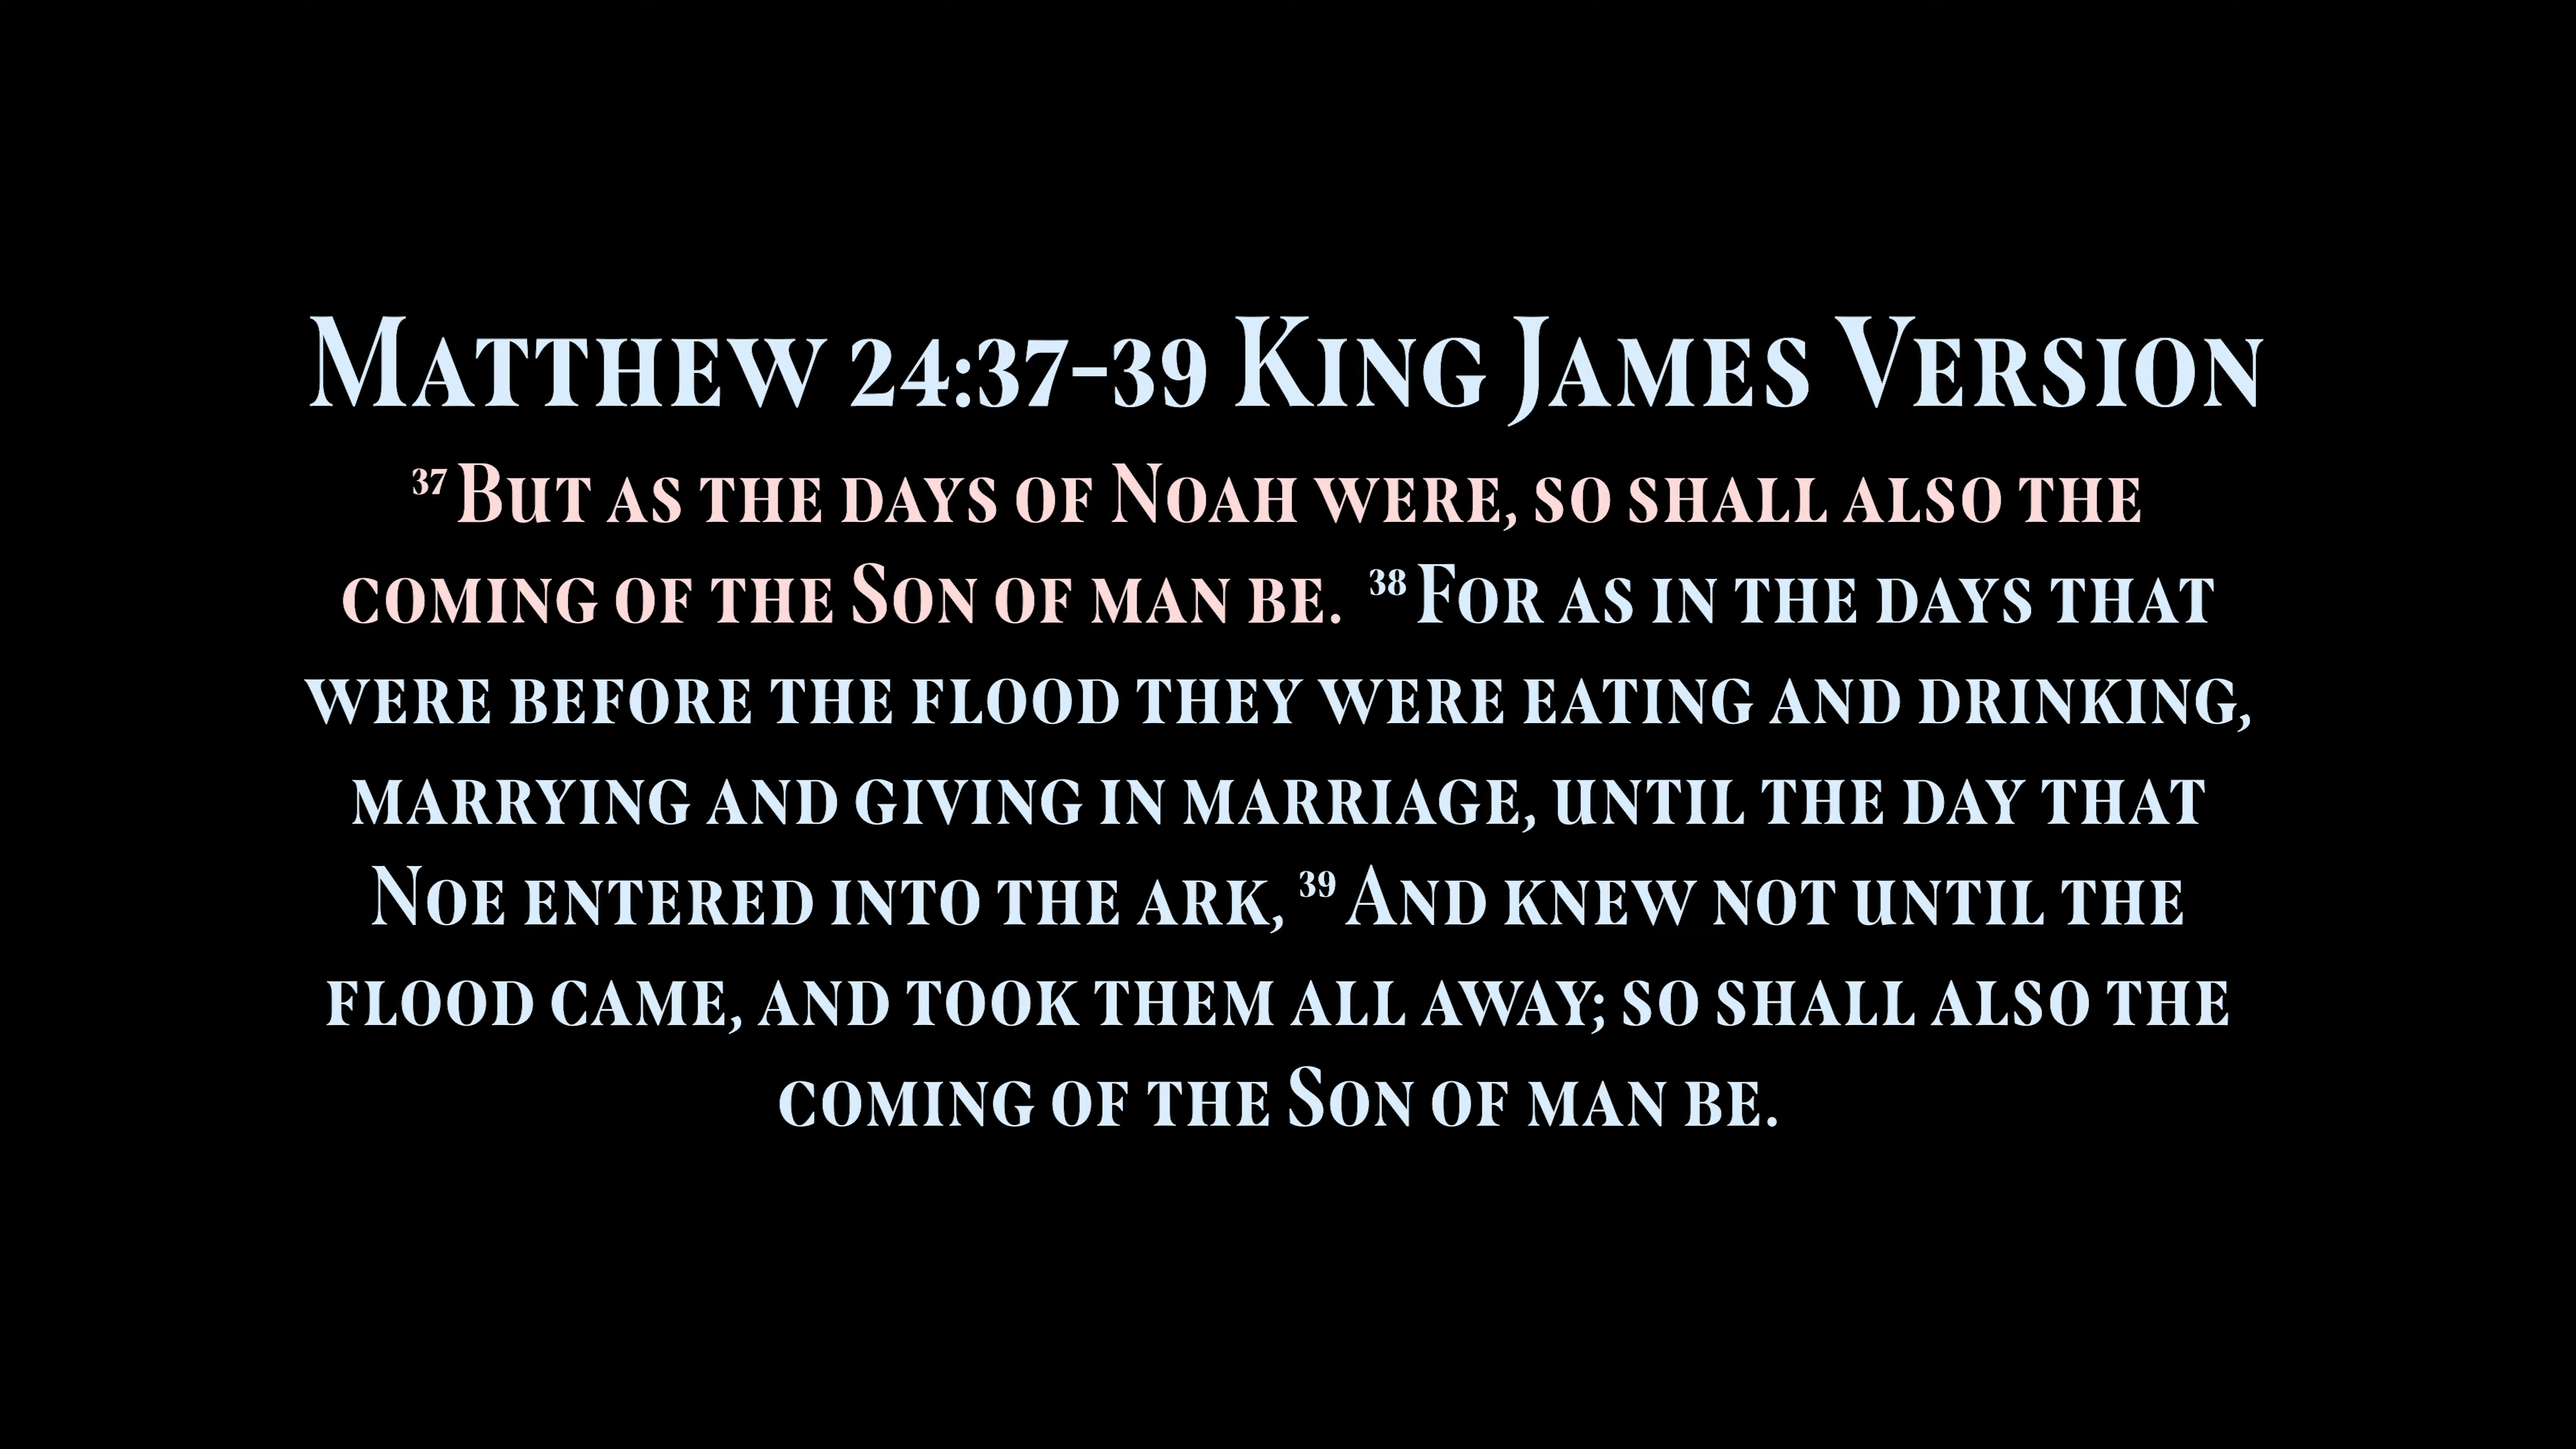 Matthew 24:37-39 King James Version
37 But as the days of Noah were, so shall also the
coming of the Son of man be. 38 For as in the days that
were before the flood they were eating and drinking,
marrying and giving in marriage, until the day that
Noe entered into the ark, 39 And knew not until the
flood came, and took them all away; so shall also the
coming of the Son of man be.